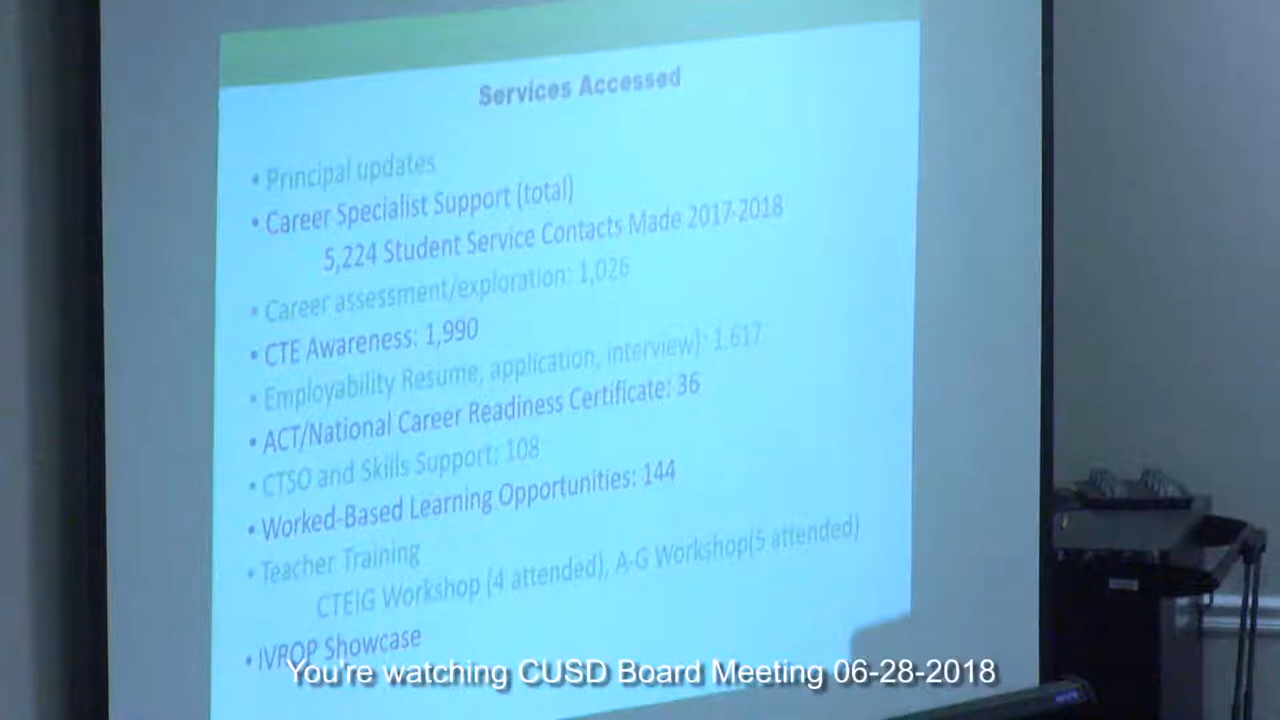 Services Accessed
• Principal updates
• Career Specialist Support (total)
5,224 Student Service Contacts Made 2017-2018
• Career assessment/exploration: 1,026
• CTE Awareness: 1,990
• Employability Resume, application, interview): 1,617
• ACT/National Career Readiness Certificate: 36
• CTSO and Skills Support: 108
• Worked-Based Learning Opportunities: 144
• Teacher Training
CTEIG Workshop (4 attended), A-G Workshop(5 attended)
• IVROP Showcase
You're watching CUSD Board Meeting 06-28-2018